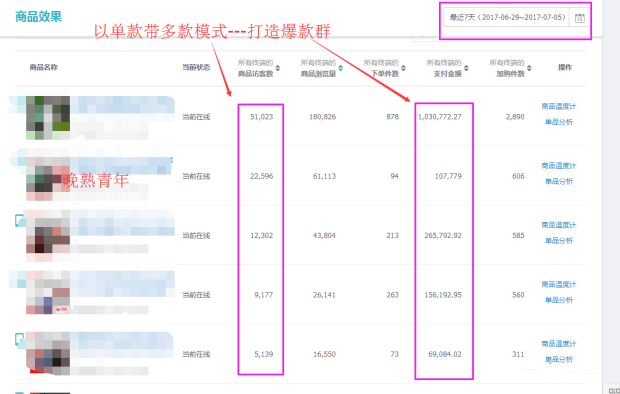 商品效果
最近7天 (2017-06-29~2017-07-05)
以单款带多款模式---打造爆款群
商品名称 当前状态 所有终端的 商品访客数 所有终端的 商品浏览量 所有终端的 下单件数 所有终端的 支付金额 所有终端的 加购件数 操作
当前在线 51,023 180,826 878 1,030,772.27 2,890 商品温度计
单品分析
晚熟青年
当前在线 22,596 61,113 94 107,779 606 商品温度计
单品分析
当前在线 12,302 43,804 213 265,792.92 585 商品温度计
单品分析
当前在线 9,177 26,141 263 156,192.95 560 商品温度计
单品分析
当前在线 5,139 16,550 73 69,084.02 311 商品温度计
单品分析